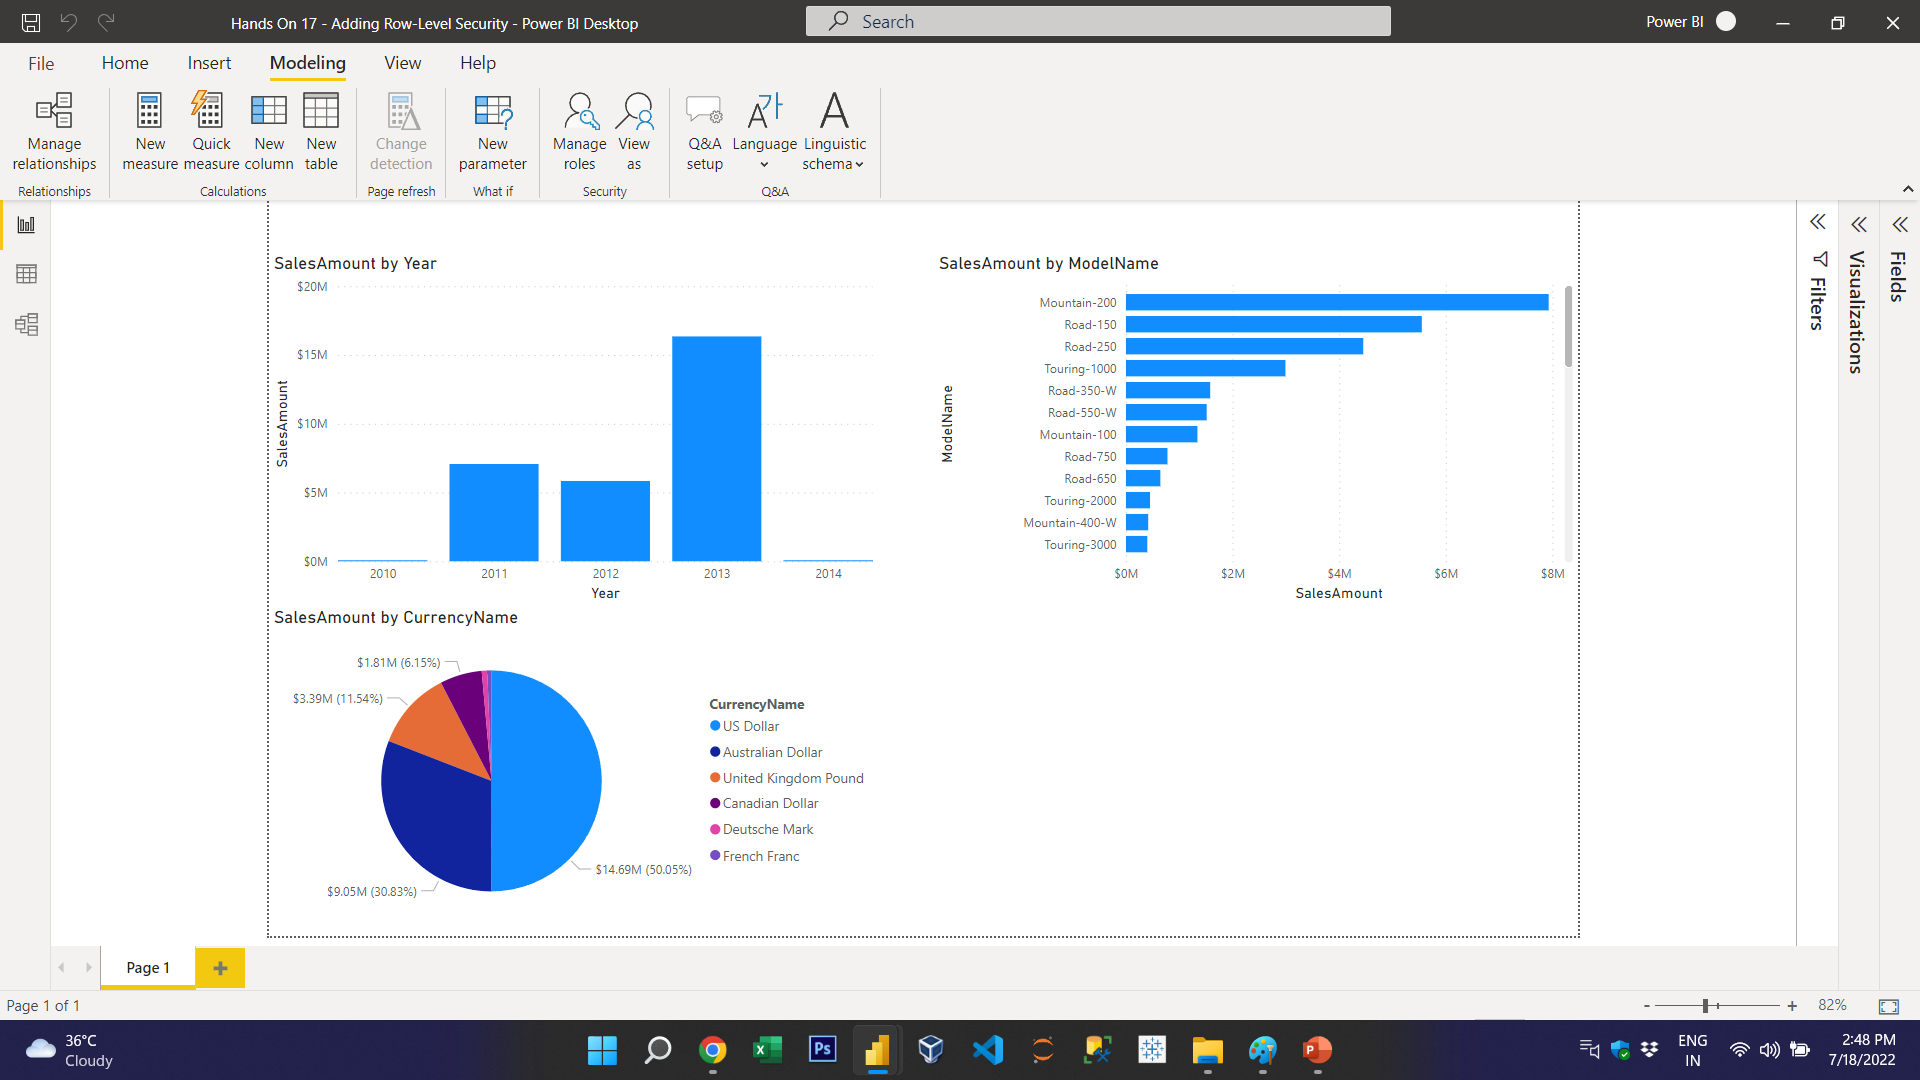 Hands On 17 - Adding Row-Level Security - Power BI Desktop
Search
Power BI
File
Home
Insert
Modeling
View
Help
Manage
relationships
New
measure
Quick
measure
New
column
New
table
Change
detection
New
parameter
Manage
roles
View
as
Q&A
setup
Language
Linguistic
schema
Relationships
Calculations
Page refresh
What if
Security
Q&A
SalesAmount by Year
$20M
$15M
$10M
$5M
$0M
SalesAmount
2010
2011
2012
2013
2014
Year
SalesAmount by ModelName
ModelName
Mountain-200
Road-150
Road-250
Touring-1000
Road-350-W
Road-550-W
Mountain-100
Road-750
Road-650
Touring-2000
Mountain-400-W
Touring-3000
$0M
$2M
$4M
$6M
$8M
SalesAmount
SalesAmount by CurrencyName
$1.81M (6.15%)
$3.39M (11.54%)
$9.05M (30.83%)
$14.69M (50.05%)
CurrencyName
US Dollar
Australian Dollar
United Kingdom Pound
Canadian Dollar
Deutsche Mark
French Franc
Filters
Visualizations
Fields
Page 1
Page 1 of 1
82%
36°C
Cloudy
Ps
P
ENG
IN
2:48 PM
7/18/2022